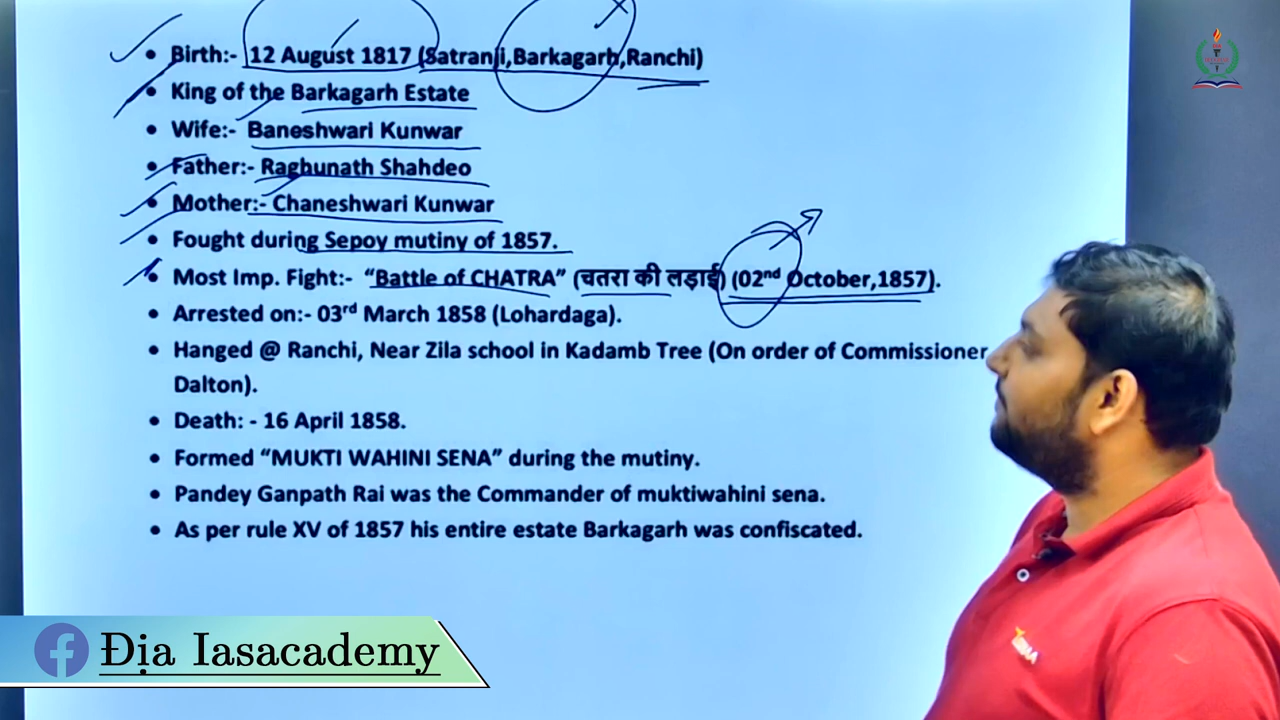 • Birth:- 12 August 1817 (Satranji,Barkagarh,Ranchi)
• King of the Barkagarh Estate
• Wife:- Baneshwari Kunwar
• Father:- Raghunath Shahdeo
• Mother:- Chaneshwari Kunwar
• Fought during Sepoy mutiny of 1857.
• Most Imp. Fight:- “Battle of CHATRA” (चतरा की लड़ाई) (02nd October,1857).
• Arrested on:- 03rd March 1858 (Lohardaga).
• Hanged @ Ranchi, Near Zila school in Kadamb Tree (On order of Commissioner
Dalton).
• Death: - 16 April 1858.
• Formed “MUKTI WAHINI SENA” during the mutiny.
• Pandey Ganpath Rai was the Commander of muktiwahini sena.
• As per rule XV of 1857 his entire estate Barkagarh was confiscated.
Địa Iasacademy